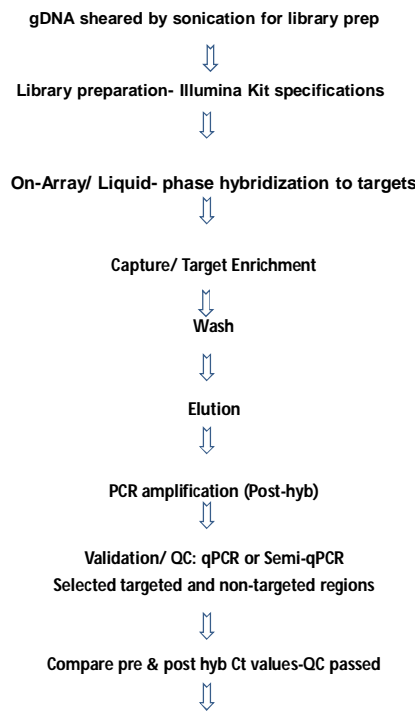 gDNA sheared by sonication for library prep
Library preparation- Illumina Kit specifications
On-Array/ Liquid- phase hybridization to targets
Capture/ Target Enrichment
Wash
Elution
PCR amplification (Post-hyb)
Validation/ QC: qPCR or Semi-qPCR
Selected targeted and non-targeted regions
Compare pre & post hyb Ct values-QC passed